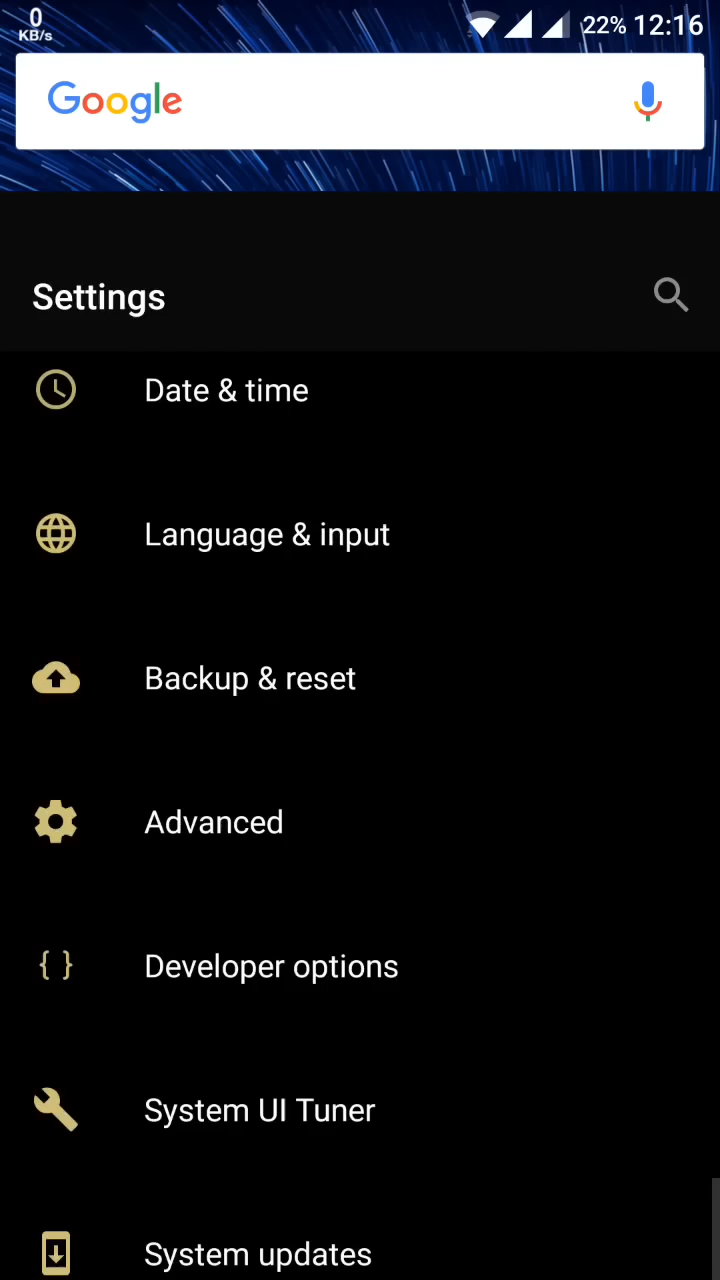 0
KB/s
22% 12:16
Google
Settings
Date & time
Language & input
Backup & reset
Advanced
{ } Developer options
System UI Tuner
System updates